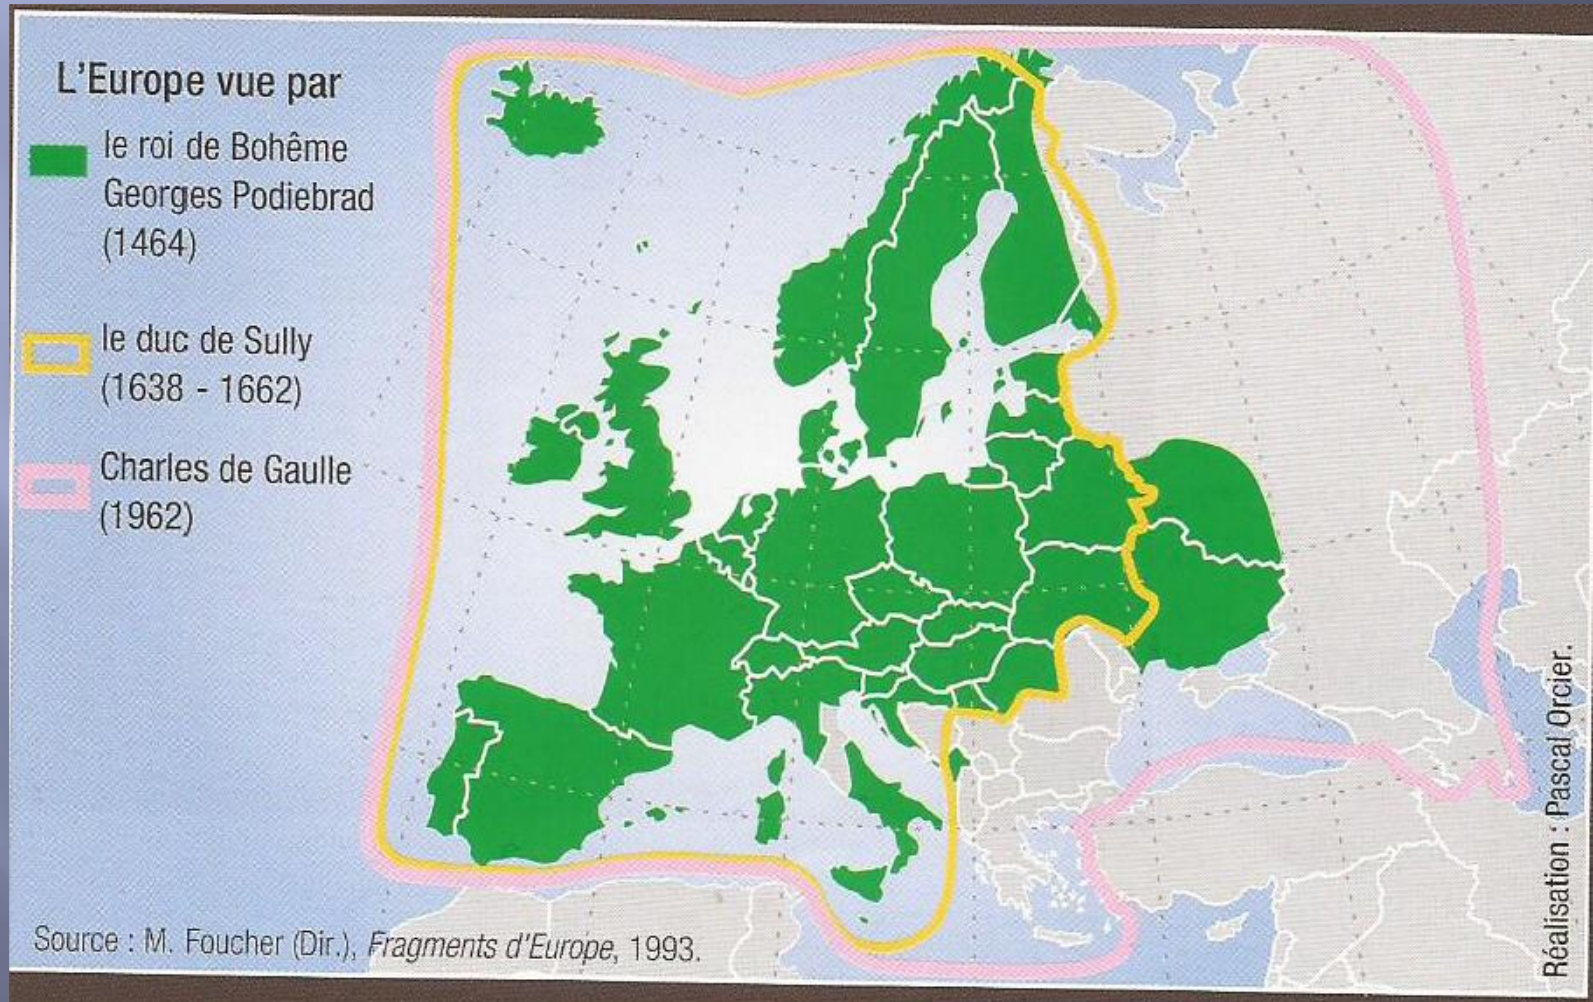 L'Europe vue par
le roi de Bohême
Georges Podiebrad
(1464)
le duc de Sully
(1638 - 1662)
Charles de Gaulle
(1962)
Source : M. Foucher (Dir.), Fragments d'Europe, 1993.
Réalisation : Pascal Orcier.